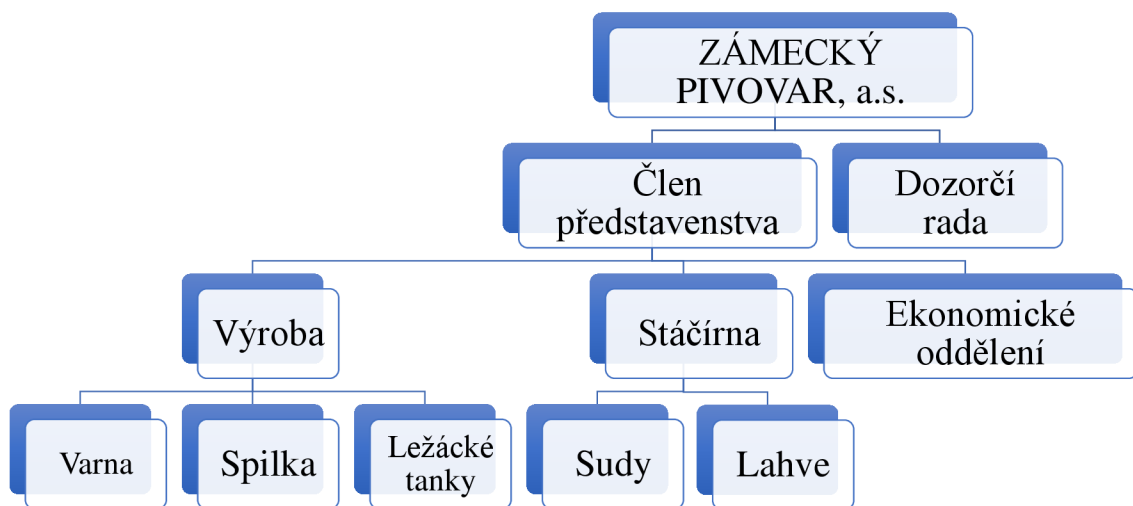 ZÁMECKÝ
PIVOVAR, a.s.
Člen
představenstva
Dozorčí
rada
Výroba
Stáčírna
Ekonomické
oddělení
Varna
Spilka
Ležácké
tanky
Sudy
Lahve